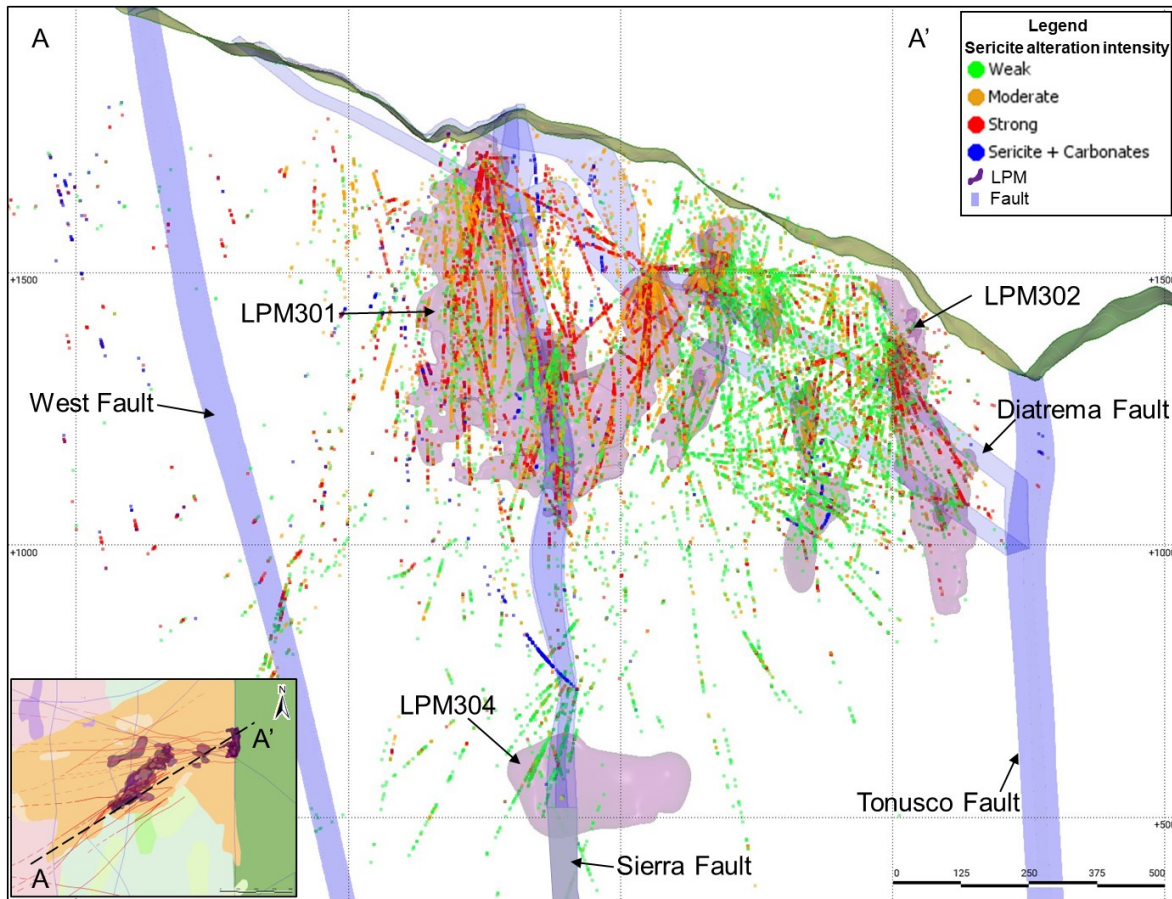 A
A'
Legend
Sericite alteration intensity
Weak
Moderate
Strong
Sericite + Carbonates
LPM
Fault
+1500
+1500
LPM301
LPM302
West Fault
Diatrema Fault
+1000
+1000
LPM304
N
A'
Tonusco Fault
+500
+500
A
Sierra Fault
0
125
250
375
500